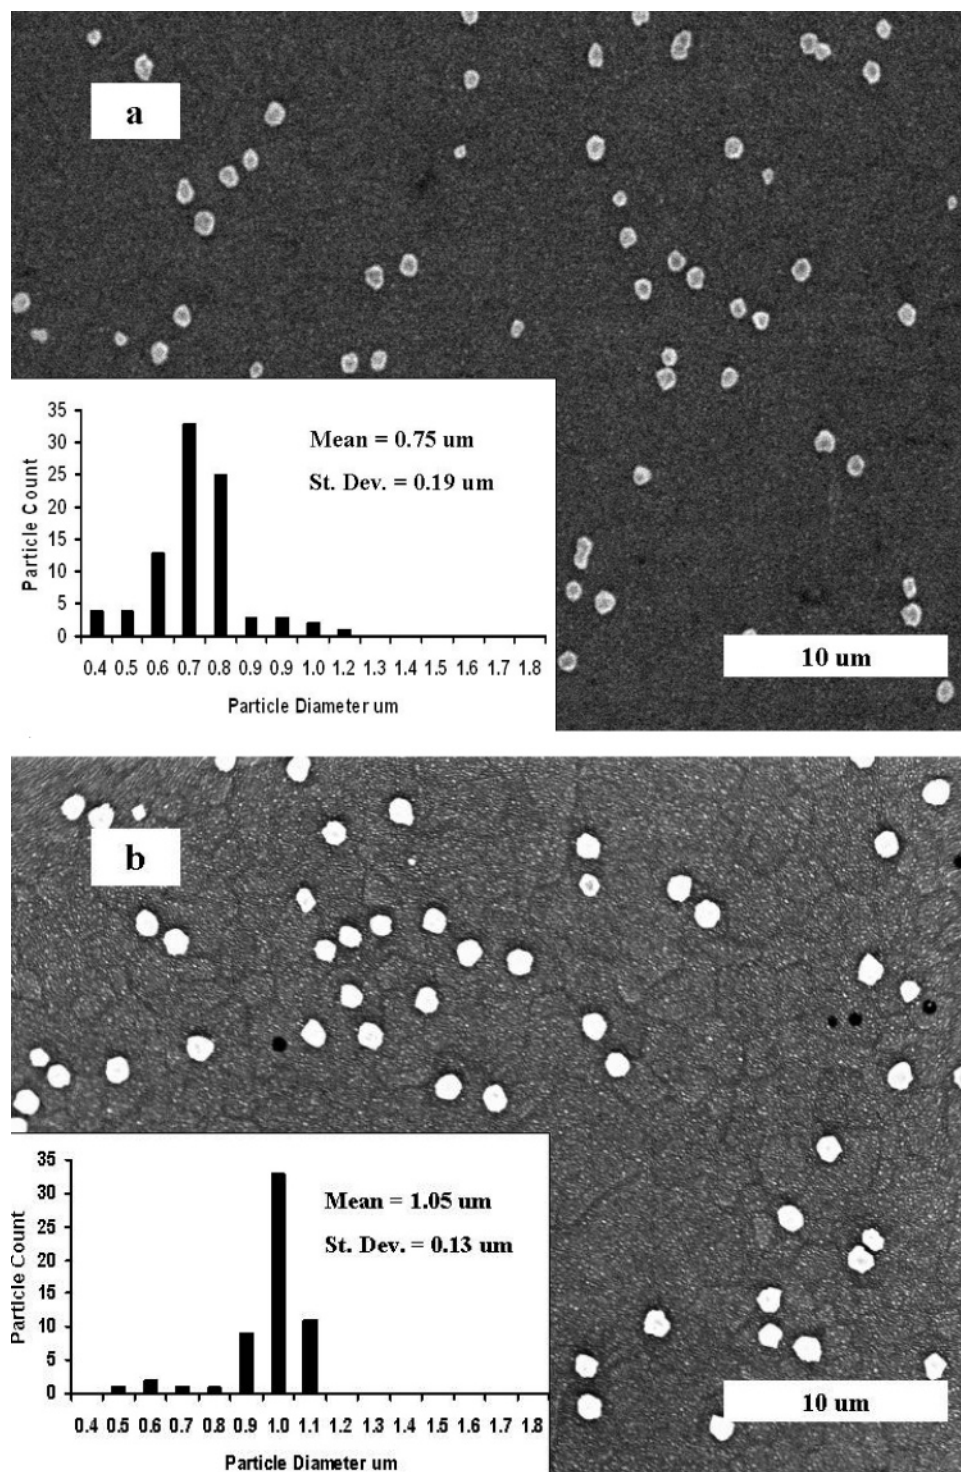 a
35
30
25
20
15
10
5
0
Particle Count
Mean = 0.75 um
St. Dev. = 0.19 um
0.4 0.5 0.6 0.7 0.8 0.9 0.9 1.0 1.2 1.3 1.4 1.6 1.7 1.8
Particle Diameter um
10 um
b
35
30
25
20
15
10
5
0
Particle Count
Mean = 1.05 um
St. Dev. = 0.13 um
0.4 0.5 0.6 0.7 0.8 0.9 1.0 1.1 1.2 1.3 1.4 1.6 1.7 1.8
Particle Diameter um
10 um